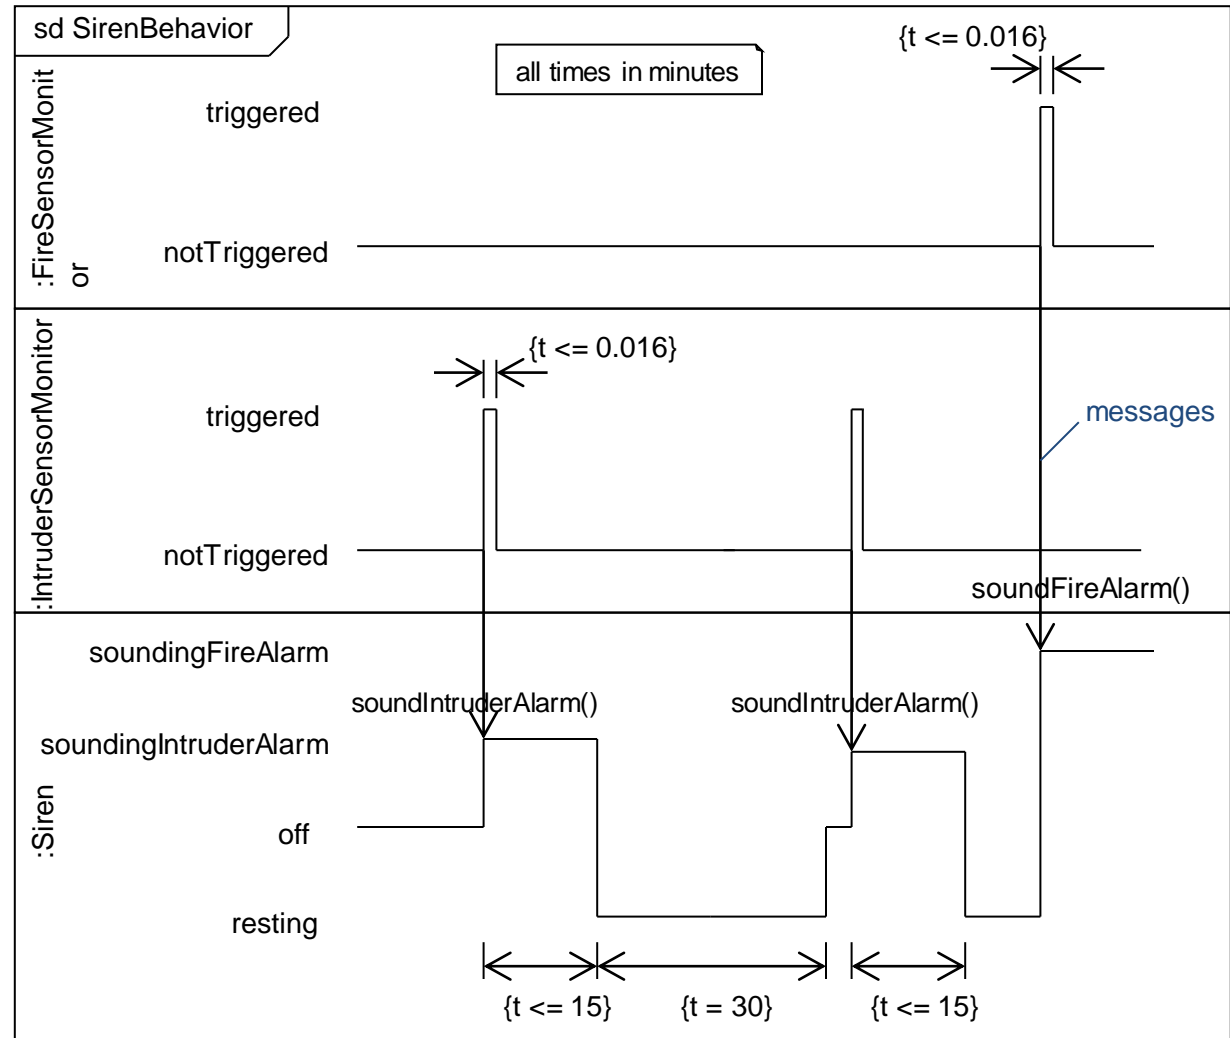 sd SirenBehavior
all times in minutes
{t <= 0.016}
:FireSensorMonit
or
triggered
notTriggered
:IntruderSensorMonitor
{t <= 0.016}
triggered
messages
notTriggered
soundFireAlarm()
:Siren
soundingFireAlarm
soundIntruderAlarm()
soundIntruderAlarm()
soundingIntruderAlarm
off
resting
{t <= 15}
{t = 30}
{t <= 15}